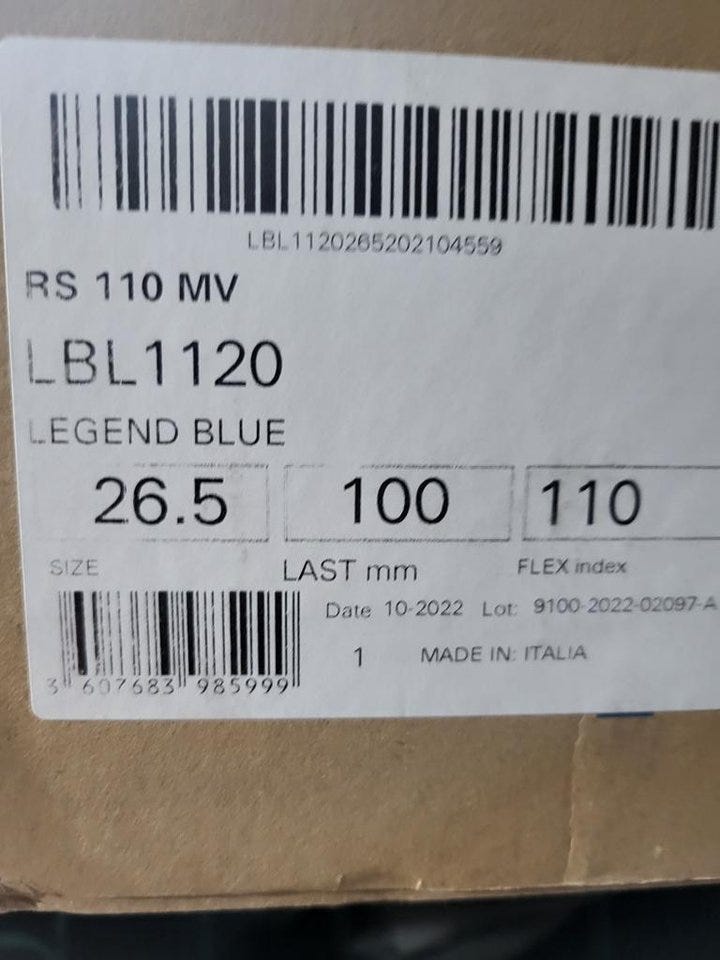 LBL1120265202104559
RS 110 MV
LBL1120
LEGEND BLUE
26.5 100 110
SIZE LAST mm FLEX index
Date 10-2022 Lot: 9100-2022-02097-A
1 MADE IN: ITALIA
3 607683 985999